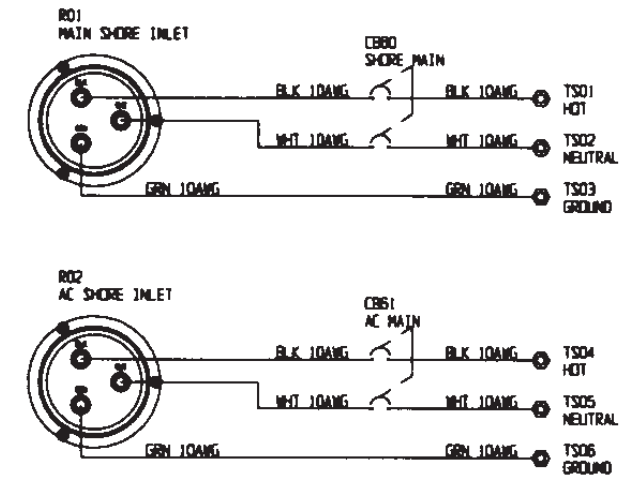 R01
MAIN SHORE INLET
CB80
SHORE MAIN
BLK 10AWG
BLK 10AWG
TS01
HOT
WHT 10AWG
WHT 10AWG
TS02
NEUTRAL
GRN 10AWG
GRN 10AWG
TS03
GROUND
R02
AC SHORE INLET
CB61
AC MAIN
BLK 10AWG
BLK 10AWG
TS04
HOT
WHT 10AWG
WHT 10AWG
TS05
NEUTRAL
GRN 10AWG
GRN 10AWG
TS06
GROUND